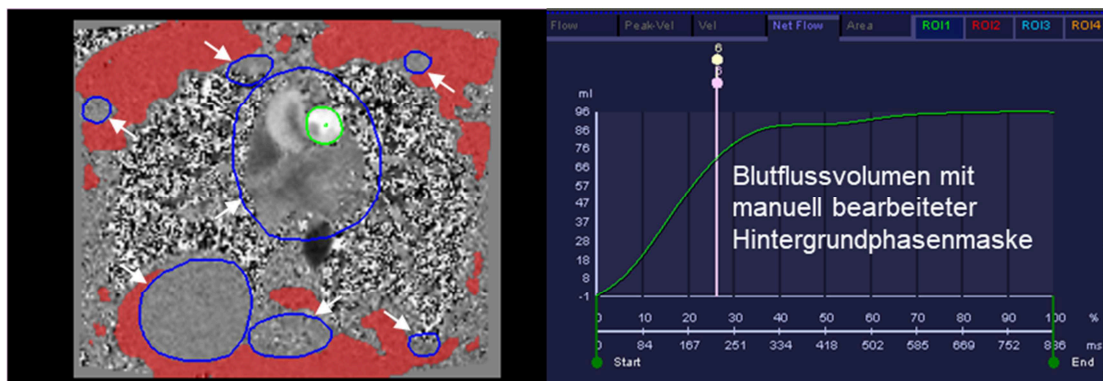 Flow Peak-Vel Vel Net Flow Area ROI1 ROI2 ROI3 ROI4
6
ml
96
86
76
66
57
47
37
28
18
8
-1
Blutflussvolumen mit
manuell bearbeiteter
Hintergrundphasenmaske
0 10 20 30 40 50 60 70 80 90 100 %
0 84 167 251 334 418 502 585 669 752 836 ms
Start End